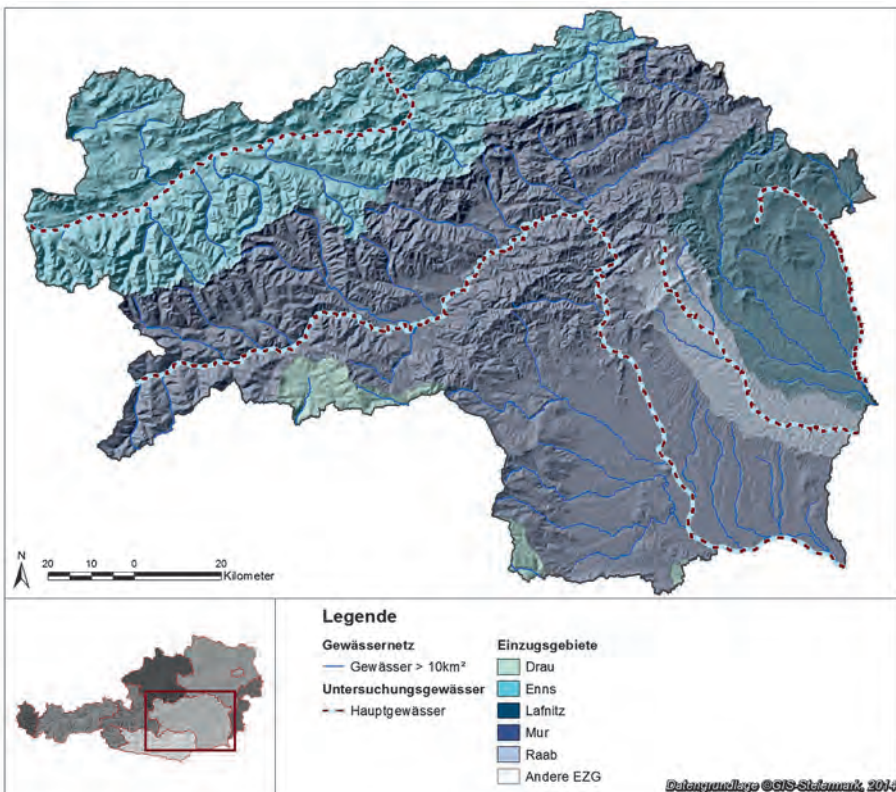 N
20 10 0 20
Kilometer
Legende
Gewässernetz
Gewässer > 10km²
Untersuchungsgewässer
Hauptgewässer
Einzugsgebiete
Drau
Enns
Lafnitz
Mur
Raab
Andere EZG
Datengrundlage @GIS-Steiermark, 201